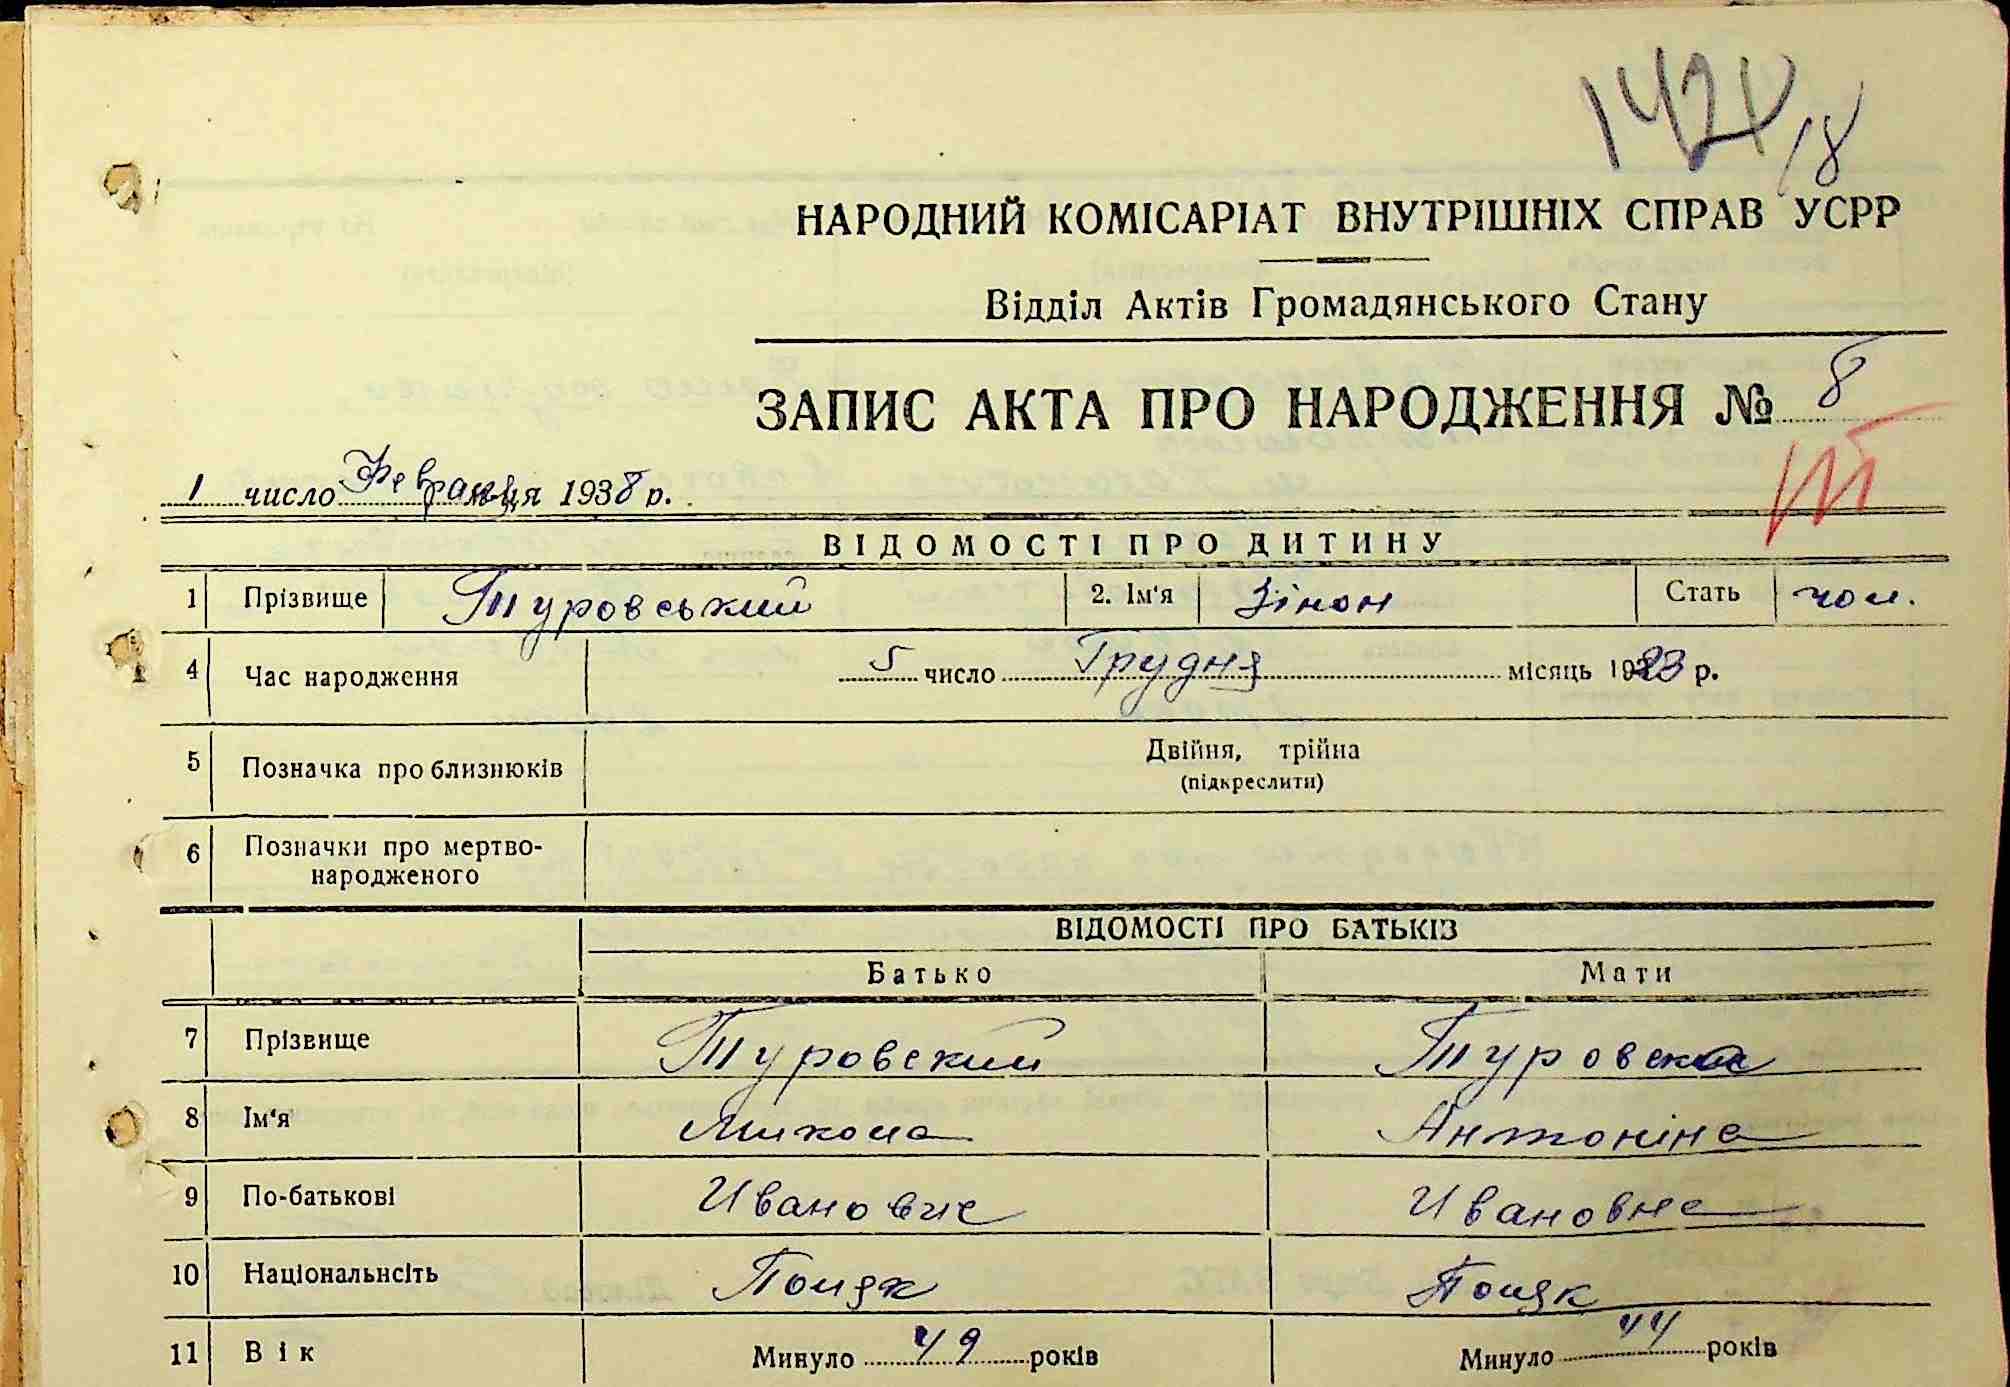 18
НАРОДНИЙ КОМІСАРІАТ ВНУТРІШНІХ СПРАВ УСРР
Відділ Актів Громадянського Стану
ЗАПИС АКТА ПРО НАРОДЖЕННЯ № 8
1 число Февраля місяця 1938 р.
ВІДОМОСТІ ПРО ДИТИНУ
1 Прізвище Туровський 2. Ім'я Зінон Стать чол.
4 Час народження 5 число Грудня місяць 1923 р.
5 Позначка про близнюків Двійня, трійна
(підкреслити)
6 Позначки про мертво-
народженого
ВІДОМОСТІ ПРО БАТЬКІЗ
Батько Мати
7 Прізвище Туровский Туровска
8 Ім'я Микола Антоніна
9 По-батькові Ивановис Ивановна
10 Національнсіть Поляк Поляк
11 Вік Минуло 49 років Минуло 44 років